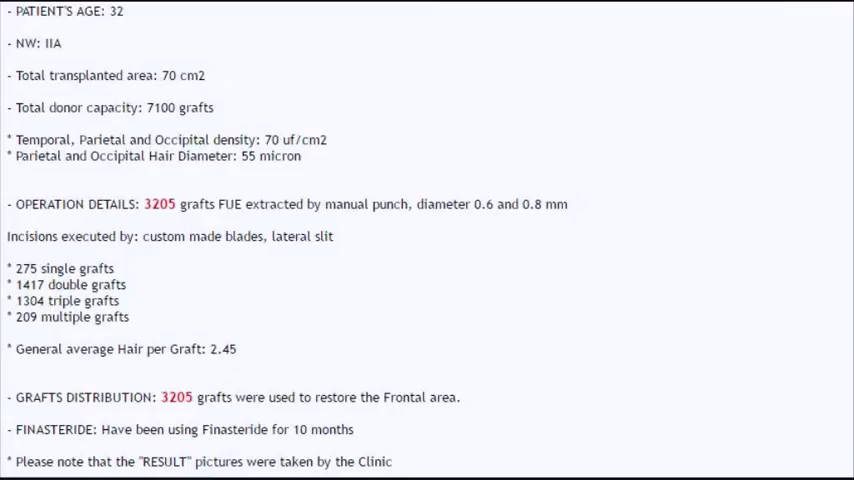 - PATIENT'S AGE: 32
- NW: IIA
- Total transplanted area: 70 cm2
- Total donor capacity: 7100 grafts
* Temporal, Parietal and Occipital density: 70 uf/cm2
* Parietal and Occipital Hair Diameter: 55 micron
- OPERATION DETAILS: 3205 grafts FUE extracted by manual punch, diameter 0.6 and 0.8 mm
Incisions executed by: custom made blades, lateral slit
* 275 single grafts
* 1417 double grafts
* 1304 triple grafts
* 209 multiple grafts
* General average Hair per Graft: 2.45
- GRAFTS DISTRIBUTION: 3205 grafts were used to restore the Frontal area.
- FINASTERIDE: Have been using Finasteride for 10 months
* Please note that the "RESULT" pictures were taken by the Clinic